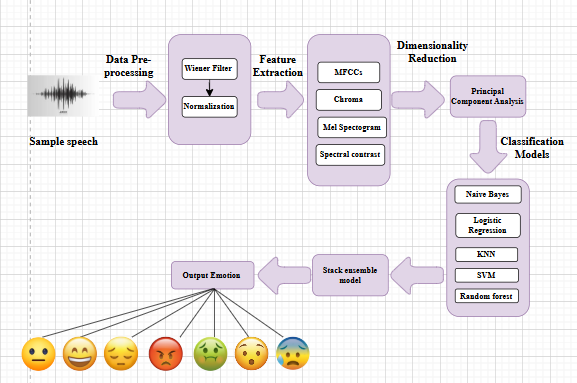 Data Pre-
processing
Wiener Filter
Normalization
Feature
Extraction
MFCCs
Chroma
Mel Spectogram
Spectral contrast
Dimensionality
Reduction
Principal
Component Analysis
Sample speech
Classification
Models
Naive Bayes
Logistic
Regression
KNN
SVM
Random forest
Stack ensemble
model
Output Emotion